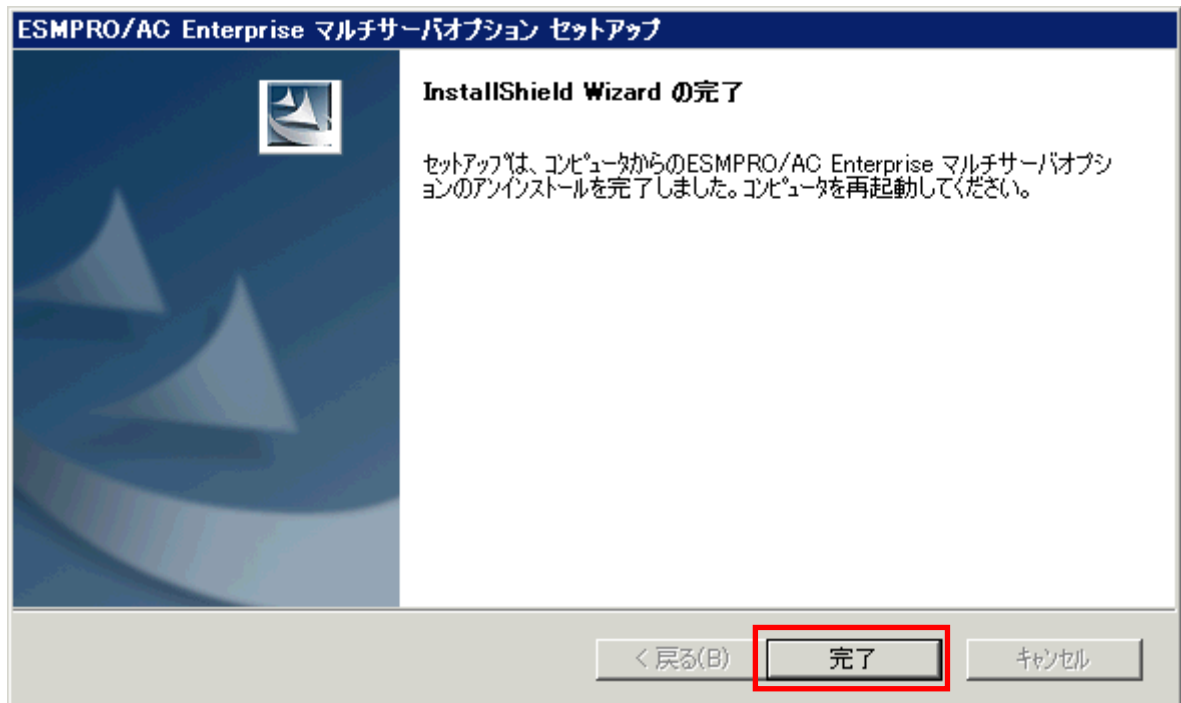 ESMPRO/AC Enterprise マルチサーバオプション セットアップ
InstallShield Wizard の完了
セットアップは、コンピュータからのESMPRO/AC Enterprise マルチサーバオプシ
ョンのアンインストールを完了しました。コンピュータを再起動してください。
< 戻る(B)
完了
キャンセル